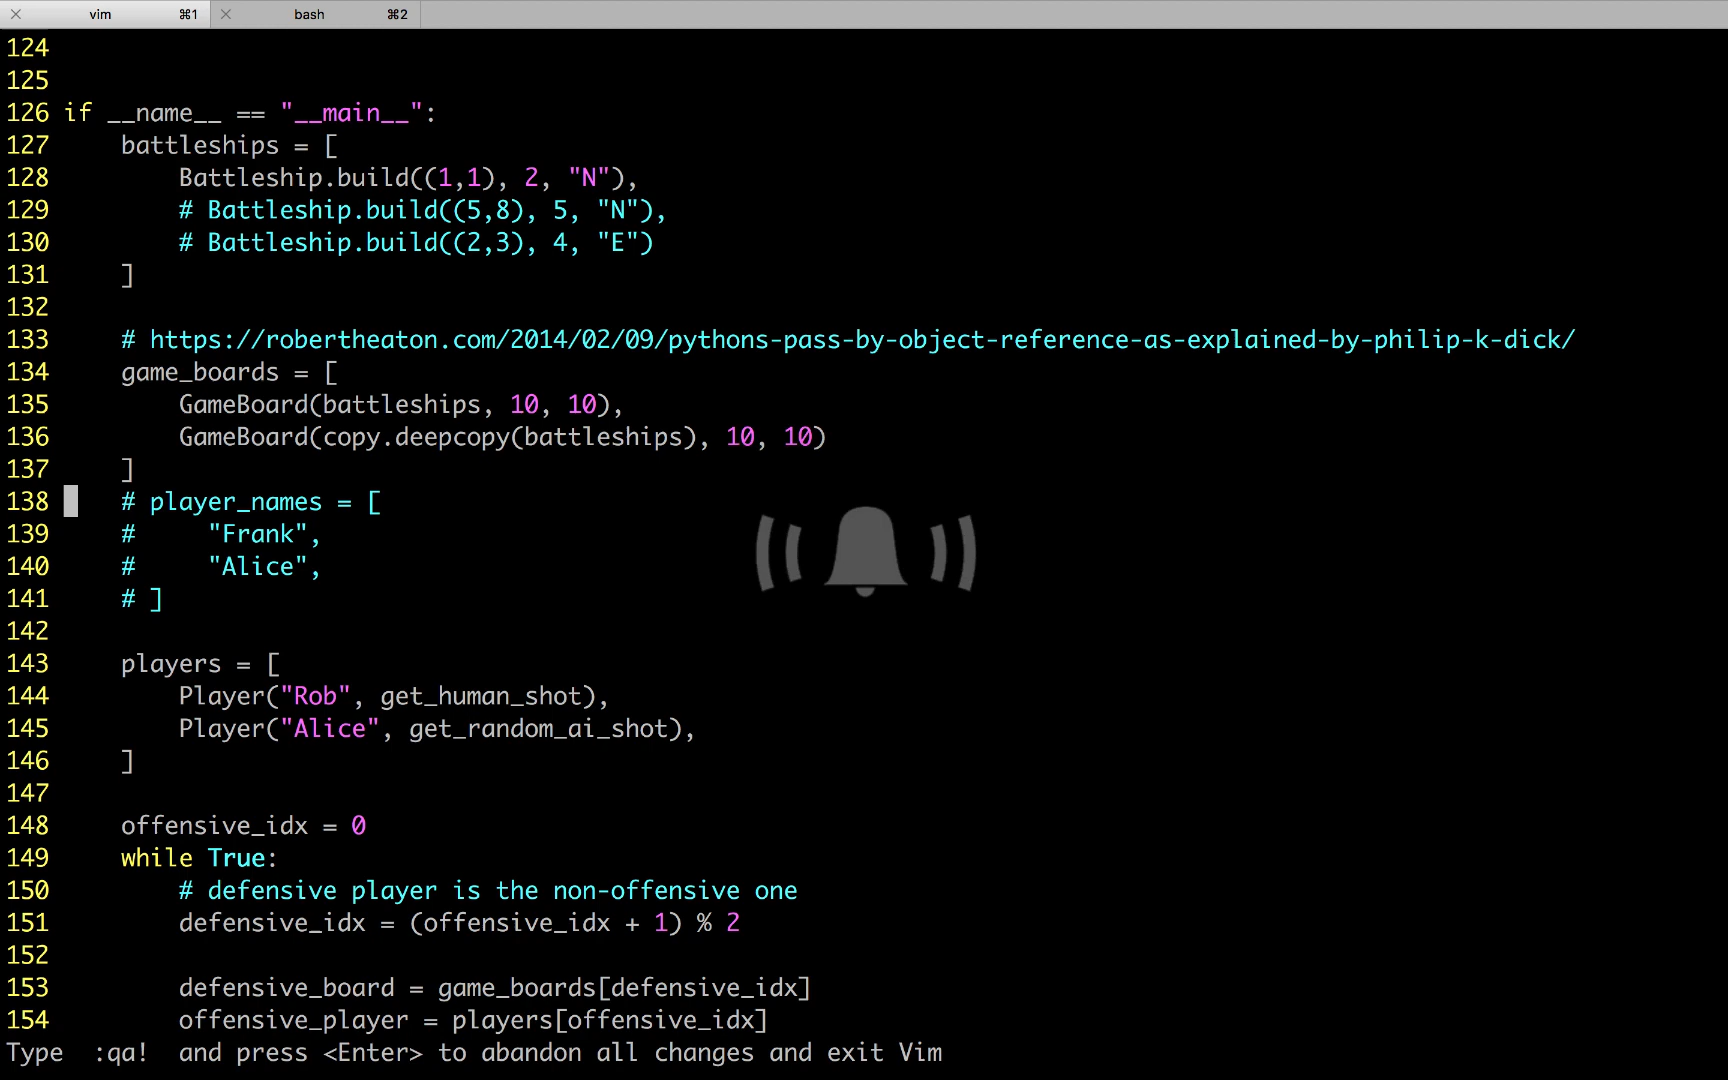 vim ⌘1 bash ⌘2
124
125
126 if __name__ == "__main__":
127     battleships = [
128         Battleship.build((1,1), 2, "N"),
129         # Battleship.build((5,8), 5, "N"),
130         # Battleship.build((2,3), 4, "E")
131     ]
132
133     # https://robertheaton.com/2014/02/09/pythons-pass-by-object-reference-as-explained-by-philip-k-dick/
134     game_boards = [
135         GameBoard(battleships, 10, 10),
136         GameBoard(copy.deepcopy(battleships), 10, 10)
137     ]
138     # player_names = [
139     #     "Frank",
140     #     "Alice",
141     # ]
142
143     players = [
144         Player("Rob", get_human_shot),
145         Player("Alice", get_random_ai_shot),
146     ]
147
148     offensive_idx = 0
149     while True:
150         # defensive player is the non-offensive one
151         defensive_idx = (offensive_idx + 1) % 2
152
153         defensive_board = game_boards[defensive_idx]
154         offensive_player = players[offensive_idx]
Type  :qa!  and press <Enter> to abandon all changes and exit Vim